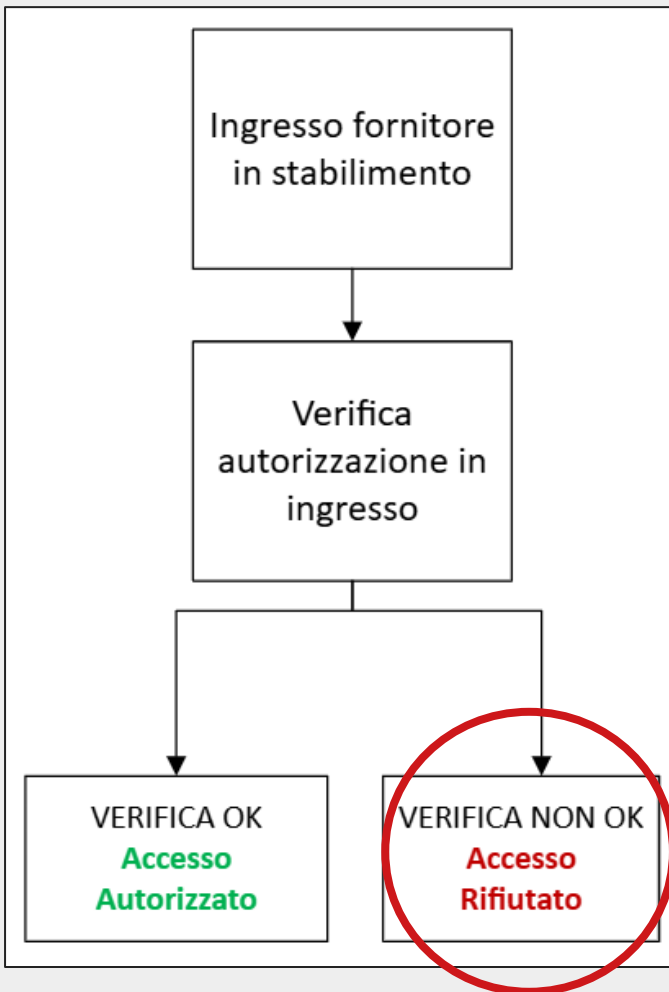 Ingresso fornitore
in stabilimento
Verifica
autorizzazione in
ingresso
VERIFICA OK
Accesso
Autorizzato
VERIFICA NON OK
Accesso
Rifiutato